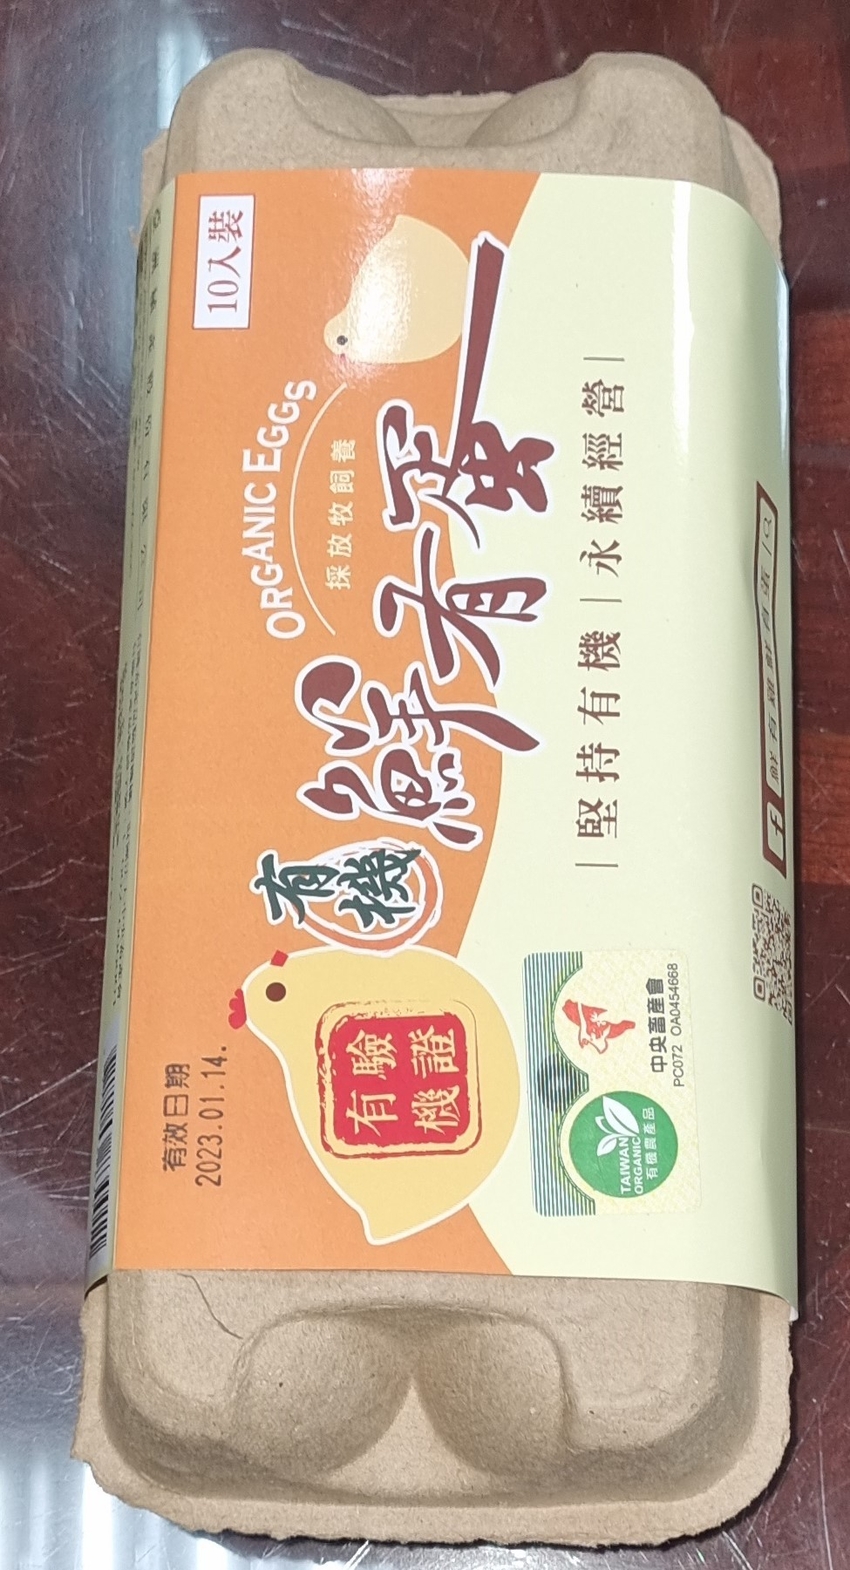 10入裝
ORGANIC EGGS
採放牧飼養
有機
鮮有蛋
堅持有機|永續經營
有效日期
2023.01.14.
有機
驗證
TAIWAN
ORGANIC
有機農產品
中央畜產會
PC072 OA0454668